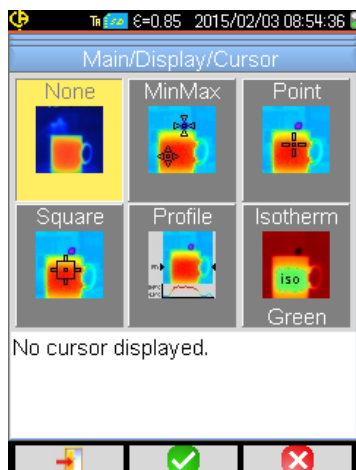 ε=0.85 2015/02/03 08:54:36
Main/Display/Cursor
None MinMax Point
Square Profile Isotherm
iso
Green
No cursor displayed.